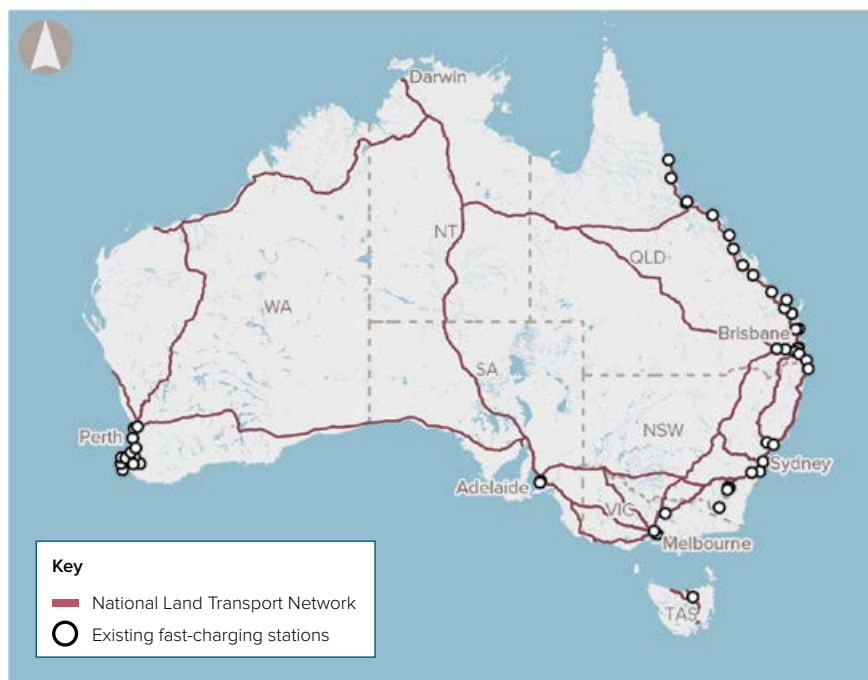 Darwin
NT
QLD
WA
Brisbane
SA
NSW
Perth
Sydney
Adelaide
VIC
Melbourne
TAS
Key
National Land Transport Network
Existing fast-charging stations